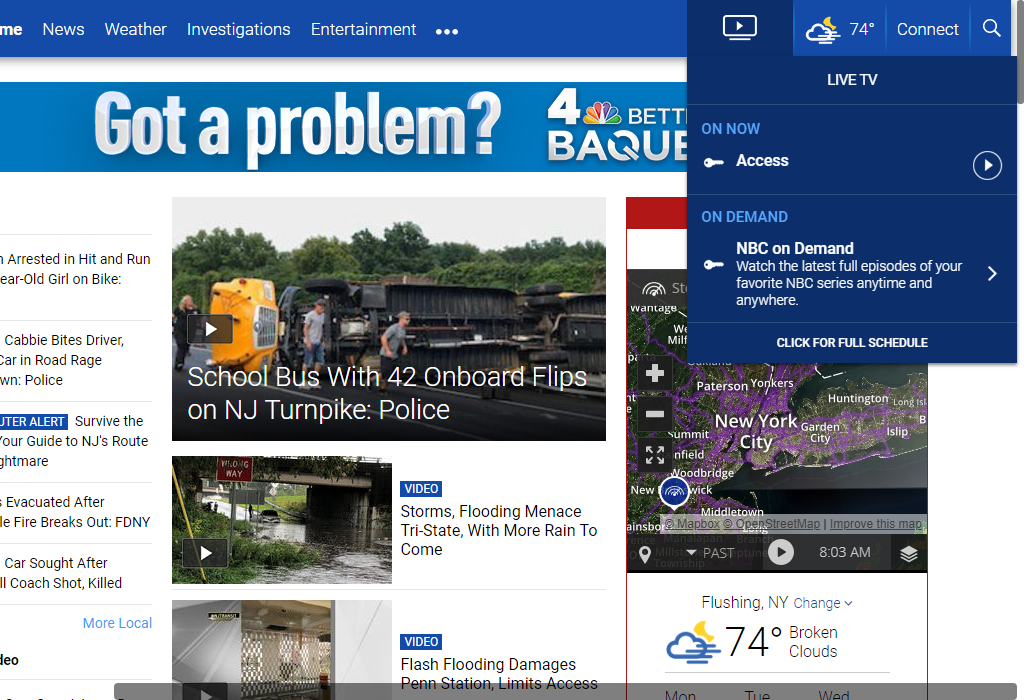 me News Weather Investigations Entertainment •••
74° Connect
LIVE TV
ON NOW
Access
ON DEMAND
NBC on Demand
Watch the latest full episodes of your
favorite NBC series anytime and
anywhere.
CLICK FOR FULL SCHEDULE
Got a problem?
4 BETT
BAQUE
n Arrested in Hit and Run
ear-Old Girl on Bike:
Cabbie Bites Driver,
Car in Road Rage
wn: Police
UTER ALERT Survive the
Your Guide to NJ's Route
ghtmare
s Evacuated After
le Fire Breaks Out: FDNY
Car Sought After
ll Coach Shot, Killed
More Local
deo
School Bus With 42 Onboard Flips
on NJ Turnpike: Police
WRONG
WAY
VIDEO
Storms, Flooding Menace
Tri-State, With More Rain To
Come
VIDEO
Flash Flooding Damages
Penn Station, Limits Access
Sto
wantage
Paterson Yonkers
Huntington
Long Isl
New York
City
Garden
City
Islip
B
Summit
nfield
Woodbridge
New B wick
Middletown
Long
Branch
ainsbo
© Mapbox © OpenStreetMap | Improve this map
Manalapan
Township
PAST
8:03 AM
Flushing, NY Change
74° Broken
Clouds
Mon Tue Wed